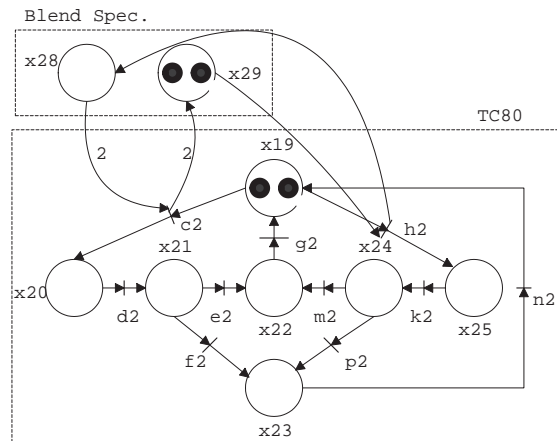 Blend Spec.
x28
x29
TC80
2
2
x19
c2
h2
x21
g2
x24
x20
d2
e2
x22
m2
k2
x25
n2
f2
p2
x23